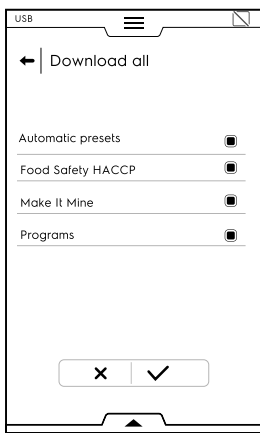 USB
Download all
Automatic presets
Food Safety HACCP
Make It Mine
Programs